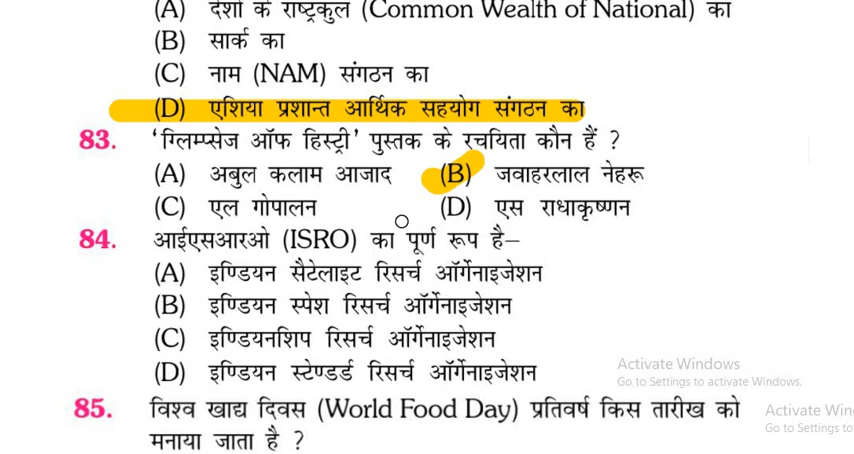 (A) देशों के राष्ट्रकुल (Common Wealth of National) का
(B) सार्क का
(C) नाम (NAM) संगठन का
(D) एशिया प्रशान्त आर्थिक सहयोग संगठन का
83. 'ग्लिम्प्सेज ऑफ हिस्ट्री' पुस्तक के रचयिता कौन हैं ?
(A) अबुल कलाम आजाद (B) जवाहरलाल नेहरू
(C) एल गोपालन (D) एस राधाकृष्णन
84. आईएसआरओ (ISRO) का पूर्ण रूप है–
(A) इण्डियन सैटेलाइट रिसर्च ऑर्गेनाइजेशन
(B) इण्डियन स्पेश रिसर्च ऑर्गेनाइजेशन
(C) इण्डियनशिप रिसर्च ऑर्गेनाइजेशन
(D) इण्डियन स्टेण्डर्ड रिसर्च ऑर्गेनाइजेशन
Activate Windows
Go to Settings to activate Windows.
85. विश्व खाद्य दिवस (World Food Day) प्रतिवर्ष किस तारीख को
मनाया जाता है ?
Activate Win
Go to Settings to